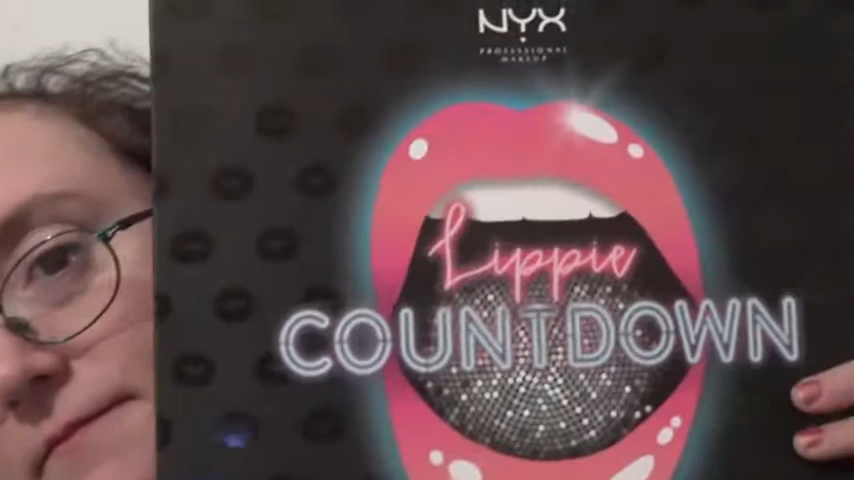 NYX
PROFESSIONAL
MAKEUP
Lippie
COUNTDOWN